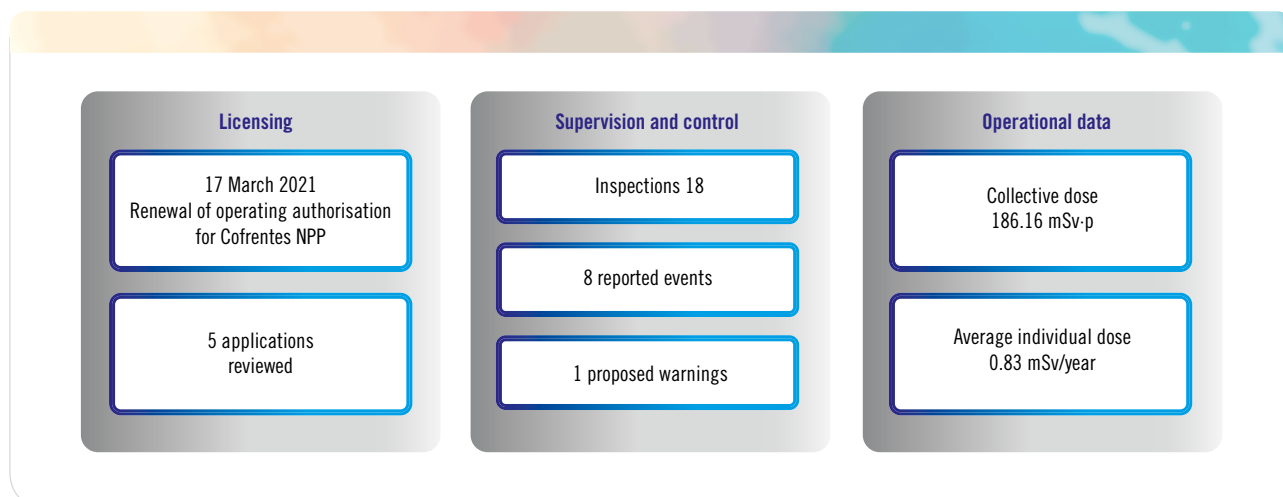 Licensing
17 March 2021
Renewal of operating authorisation
for Cofrentes NPP
5 applications
reviewed
Supervision and control
Inspections 18
8 reported events
1 proposed warnings
Operational data
Collective dose
186.16 mSv·p
Average individual dose
0.83 mSv/year